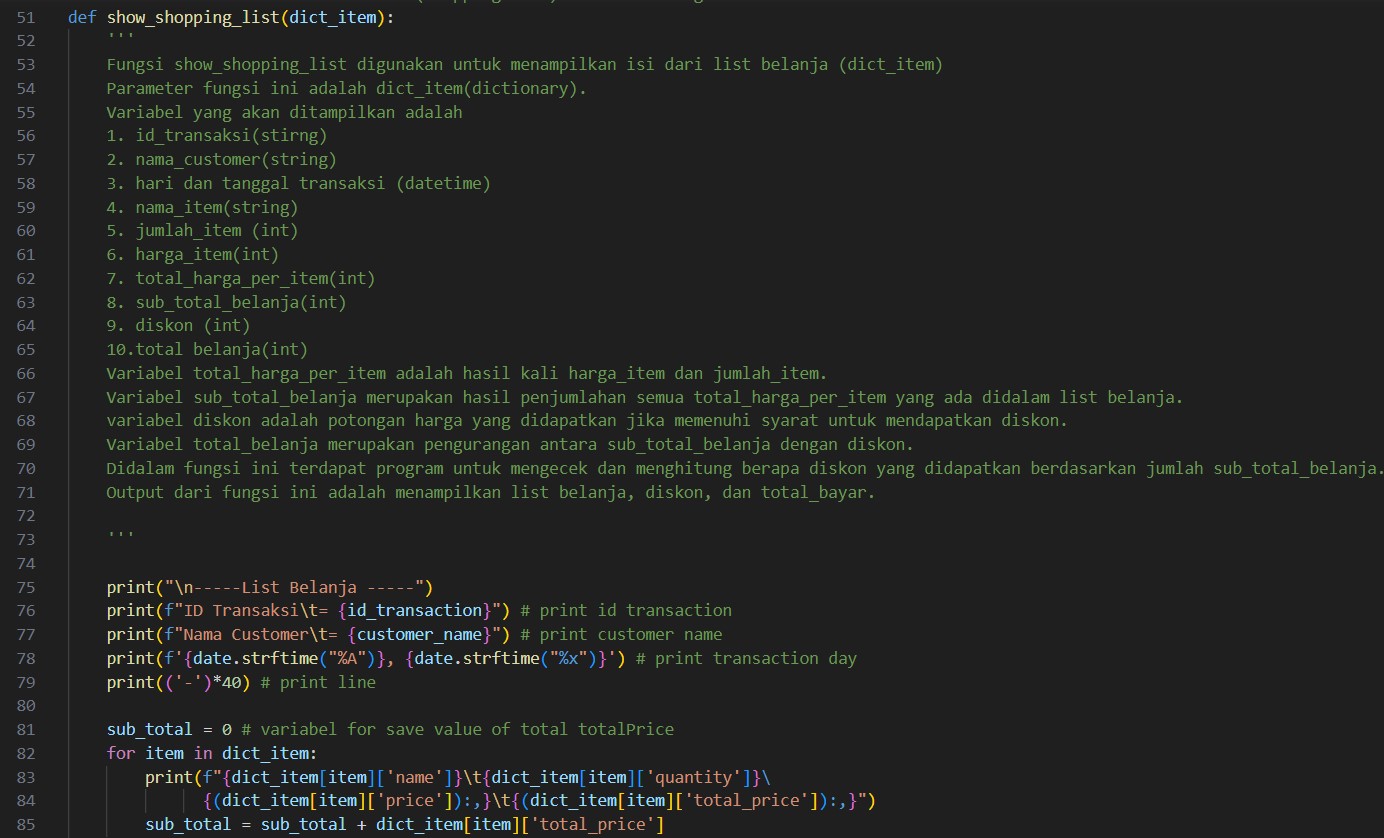 51 def show_shopping_list(dict_item):
52     '''
53     Fungsi show_shopping_list digunakan untuk menampilkan isi dari list belanja (dict_item)
54     Parameter fungsi ini adalah dict_item(dictionary).
55     Variabel yang akan ditampilkan adalah
56     1. id_transaksi(stirng)
57     2. nama_customer(string)
58     3. hari dan tanggal transaksi (datetime)
59     4. nama_item(string)
60     5. jumlah_item (int)
61     6. harga_item(int)
62     7. total_harga_per_item(int)
63     8. sub_total_belanja(int)
64     9. diskon (int)
65     10.total belanja(int)
66     Variabel total_harga_per_item adalah hasil kali harga_item dan jumlah_item.
67     Variabel sub_total_belanja merupakan hasil penjumlahan semua total_harga_per_item yang ada didalam list belanja.
68     variabel diskon adalah potongan harga yang didapatkan jika memenuhi syarat untuk mendapatkan diskon.
69     Variabel total_belanja merupakan pengurangan antara sub_total_belanja dengan diskon.
70     Didalam fungsi ini terdapat program untuk mengecek dan menghitung berapa diskon yang didapatkan berdasarkan jumlah sub_total_belanja.
71     Output dari fungsi ini adalah menampilkan list belanja, diskon, dan total_bayar.
72
73     '''
74
75     print("\n-----List Belanja -----")
76     print(f"ID Transaksi\t= {id_transaction}") # print id transaction
77     print(f"Nama Customer\t= {customer_name}") # print customer name
78     print(f'{date.strftime("%A")}, {date.strftime("%x")}') # print transaction day
79     print(('-')*40) # print line
80
81     sub_total = 0 # variabel for save value of total totalPrice
82     for item in dict_item:
83         print(f"{dict_item[item]['name']}\t{dict_item[item]['quantity']}\
84               {(dict_item[item]['price']):,}\t{(dict_item[item]['total_price']):,}")
85         sub_total = sub_total + dict_item[item]['total_price']